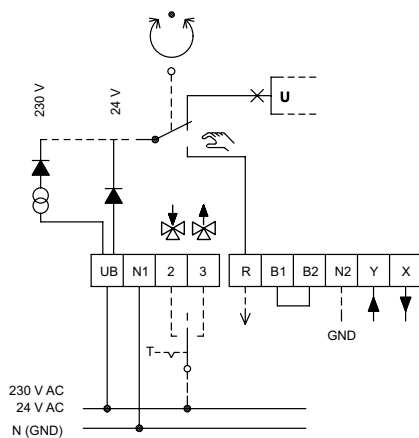 230 V
24 V
U
UB N1 2 3 R B1 B2 N2 Y X
GND
T
230 V AC
24 V AC
N (GND)